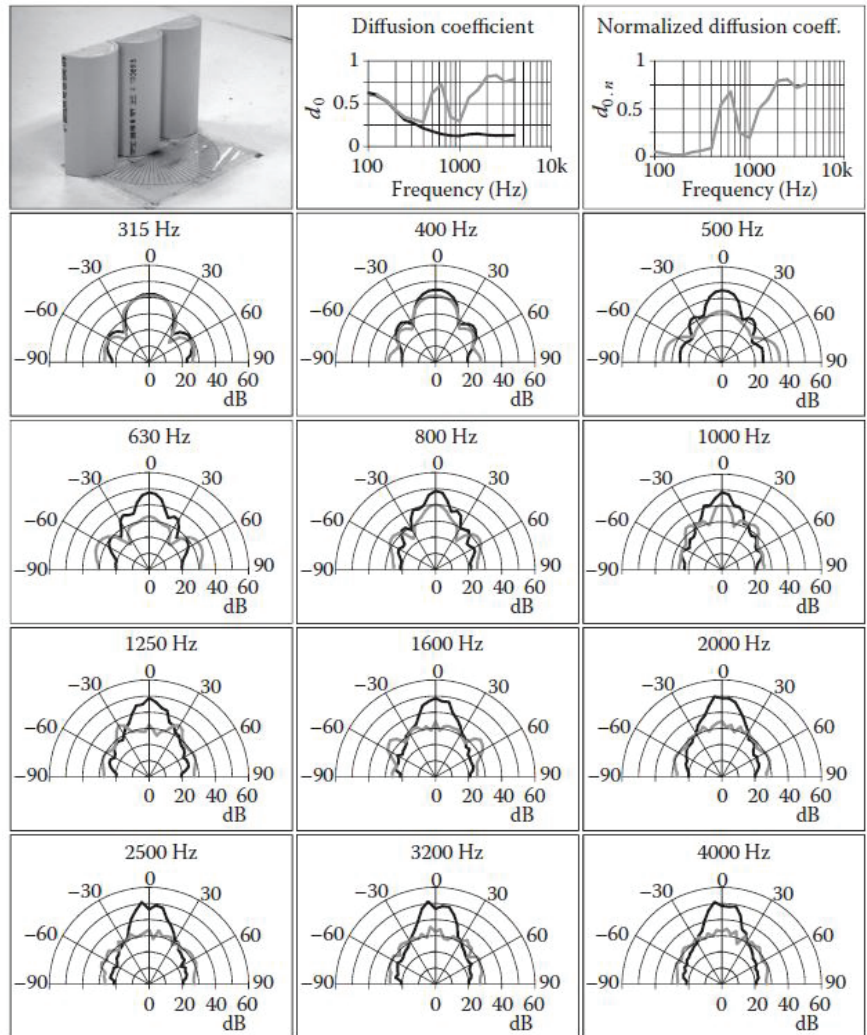 Diffusion coefficient
1
d0
0.5
0
100
1000
10k
Frequency (Hz)
Normalized diffusion coeff.
1
d0.n
0.5
0
100
1000
10k
Frequency (Hz)
315 Hz
0
−30 30
−60 60
−90 90
0 20 40 60
dB
400 Hz
0
−30 30
−60 60
−90 90
0 20 40 60
dB
500 Hz
0
−30 30
−60 60
−90 90
0 20 40 60
dB
630 Hz
0
−30 30
−60 60
−90 90
0 20 40 60
dB
800 Hz
0
−30 30
−60 60
−90 90
0 20 40 60
dB
1000 Hz
0
−30 30
−60 60
−90 90
0 20 40 60
dB
1250 Hz
0
−30 30
−60 60
−90 90
0 20 40 60
dB
1600 Hz
0
−30 30
−60 60
−90 90
0 20 40 60
dB
2000 Hz
0
−30 30
−60 60
−90 90
0 20 40 60
dB
2500 Hz
0
−30 30
−60 60
−90 90
0 20 40 60
dB
3200 Hz
0
−30 30
−60 60
−90 90
0 20 40 60
dB
4000 Hz
0
−30 30
−60 60
−90 90
0 20 40 60
dB